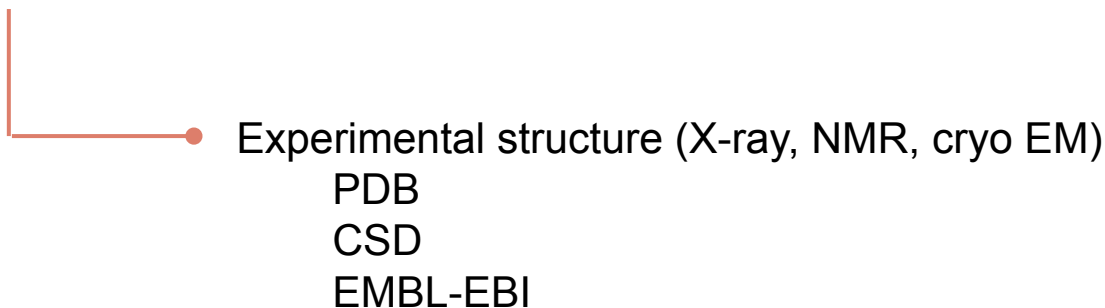 Experimental structure (X-ray, NMR, cryo EM)
PDB
CSD
EMBL-EBI